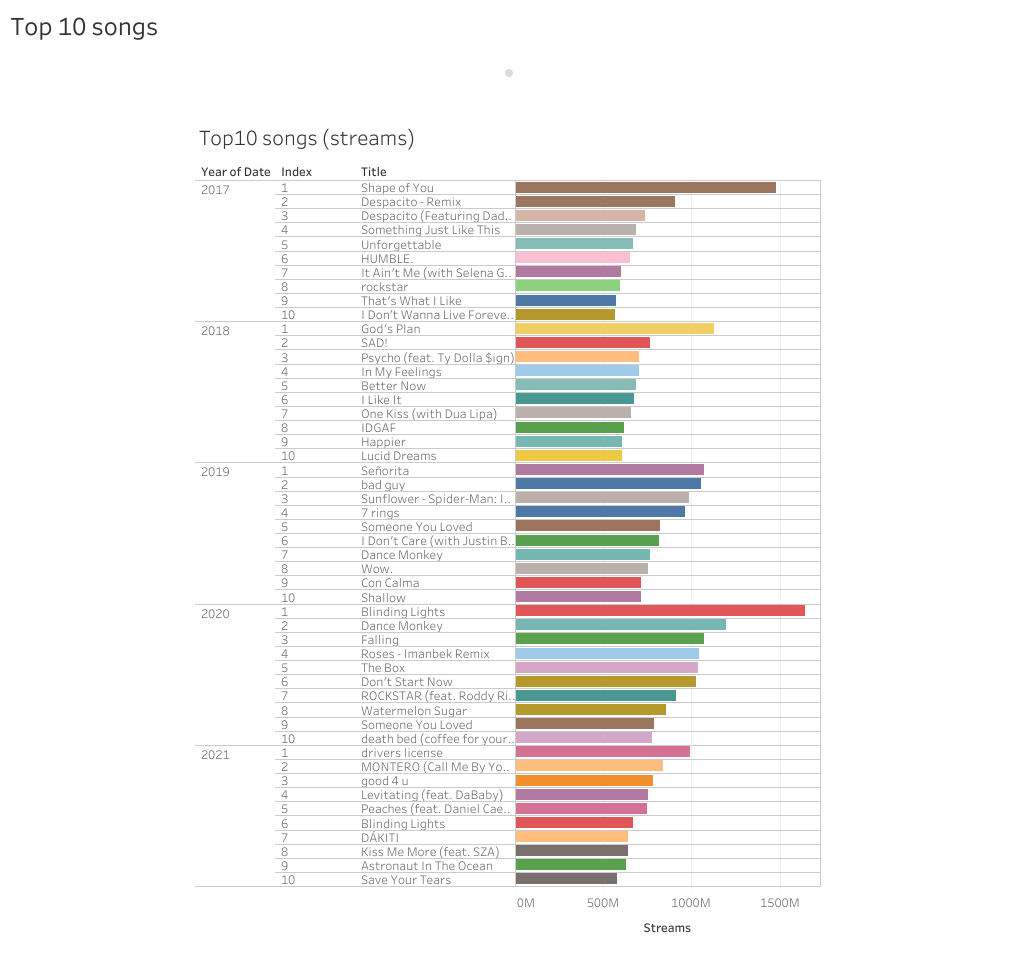 Top 10 songs
Top10 songs (streams)
Year of Date Index Title
2017 1 Shape of You
2 Despacito - Remix
3 Despacito (Featuring Dad..
4 Something Just Like This
5 Unforgettable
6 HUMBLE.
7 It Ain't Me (with Selena G..
8 rockstar
9 That's What I Like
10 I Don't Wanna Live Foreve..
2018 1 God's Plan
2 SAD!
3 Psycho (feat. Ty Dolla $ign)
4 In My Feelings
5 Better Now
6 I Like It
7 One Kiss (with Dua Lipa)
8 IDGAF
9 Happier
10 Lucid Dreams
2019 1 Señorita
2 bad guy
3 Sunflower - Spider-Man: I..
4 7 rings
5 Someone You Loved
6 I Don't Care (with Justin B..
7 Dance Monkey
8 Wow.
9 Con Calma
10 Shallow
2020 1 Blinding Lights
2 Dance Monkey
3 Falling
4 Roses - Imanbek Remix
5 The Box
6 Don't Start Now
7 ROCKSTAR (feat. Roddy Ri..
8 Watermelon Sugar
9 Someone You Loved
10 death bed (coffee for your..
2021 1 drivers license
2 MONTERO (Call Me By Yo..
3 good 4 u
4 Levitating (feat. DaBaby)
5 Peaches (feat. Daniel Cae..
6 Blinding Lights
7 DÁKITI
8 Kiss Me More (feat. SZA)
9 Astronaut In The Ocean
10 Save Your Tears
0M 500M 1000M 1500M
Streams